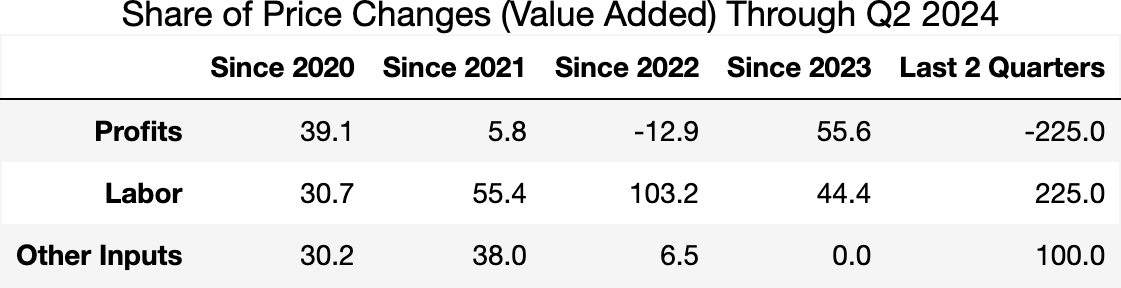 Share of Price Changes (Value Added) Through Q2 2024
Since 2020 Since 2021 Since 2022 Since 2023 Last 2 Quarters
Profits 39.1 5.8 -12.9 55.6 -225.0
Labor 30.7 55.4 103.2 44.4 225.0
Other Inputs 30.2 38.0 6.5 0.0 100.0